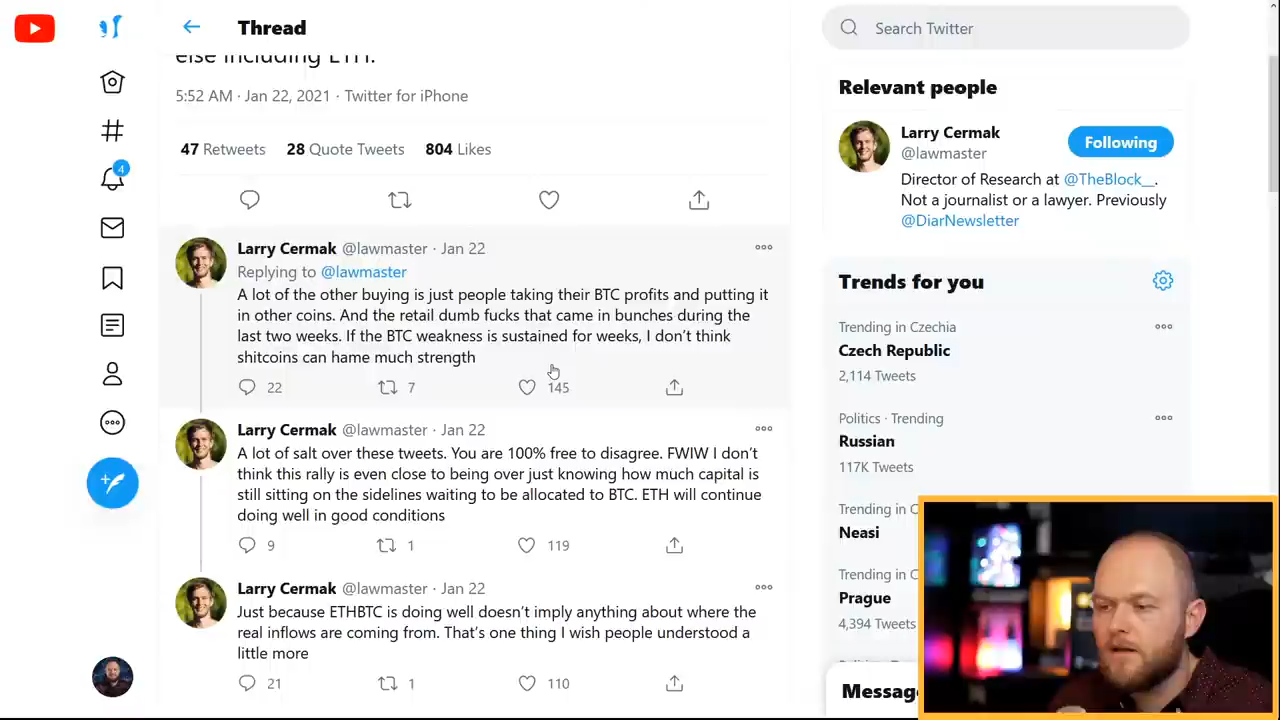 Thread
Search Twitter
else including ETH.
5:52 AM · Jan 22, 2021 · Twitter for iPhone
47 Retweets 28 Quote Tweets 804 Likes
Larry Cermak @lawmaster · Jan 22
Replying to @lawmaster
A lot of the other buying is just people taking their BTC profits and putting it
in other coins. And the retail dumb fucks that came in bunches during the
last two weeks. If the BTC weakness is sustained for weeks, I don't think
shitcoins can hame much strength
22 7 145
Larry Cermak @lawmaster · Jan 22
A lot of salt over these tweets. You are 100% free to disagree. FWIW I don't
think this rally is even close to being over just knowing how much capital is
still sitting on the sidelines waiting to be allocated to BTC. ETH will continue
doing well in good conditions
9 1 119
Larry Cermak @lawmaster · Jan 22
Just because ETHBTC is doing well doesn't imply anything about where the
real inflows are coming from. That's one thing I wish people understood a
little more
21 1 110
4
Relevant people
Larry Cermak
@lawmaster
Following
Director of Research at @TheBlock__.
Not a journalist or a lawyer. Previously
@DiarNewsletter
Trends for you
Trending in Czechia
Czech Republic
2,114 Tweets
Politics · Trending
Russian
117K Tweets
Trending in C
Neasi
Trending in C
Prague
4,394 Tweets
Messag